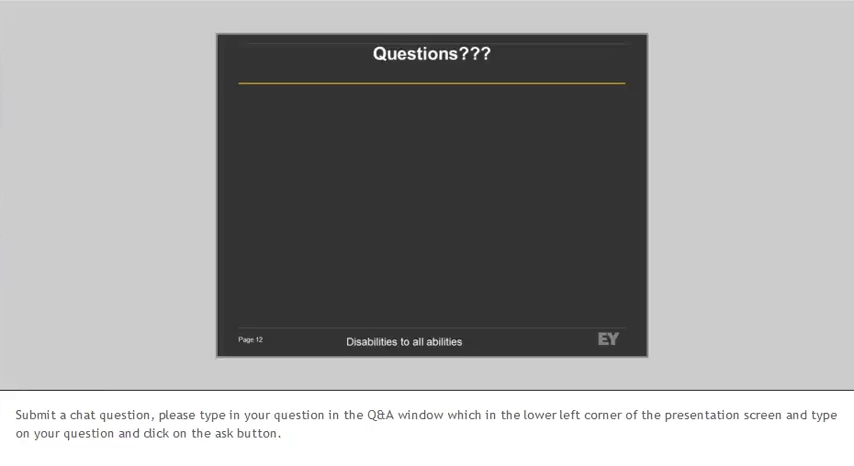 Questions???
Page 12
Disabilities to all abilities
EY
Submit a chat question, please type in your question in the Q&A window which in the lower left corner of the presentation screen and type
on your question and click on the ask button.